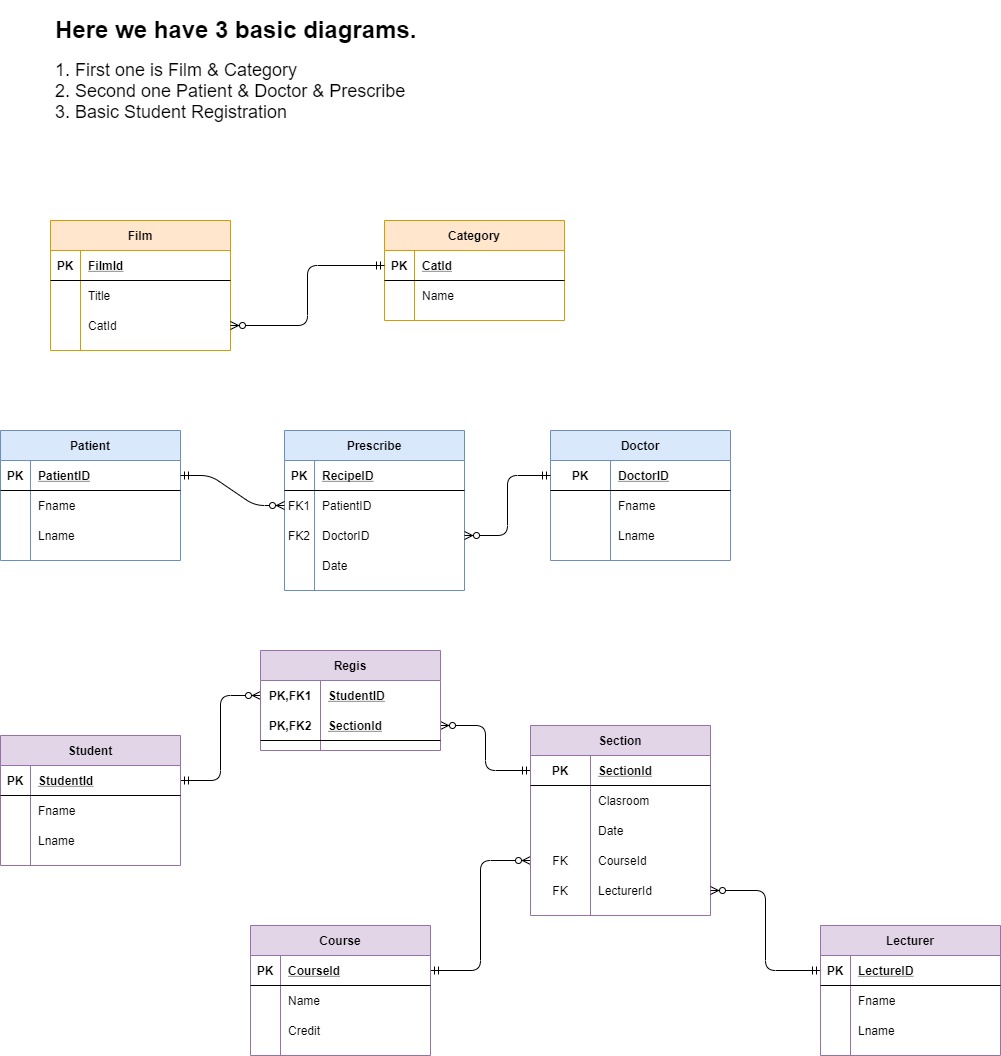 Here we have 3 basic diagrams.
1. First one is Film & Category
2. Second one Patient & Doctor & Prescribe
3. Basic Student Registration
Film
PK FilmId
Title
CatId
Category
PK CatId
Name
Patient
PK PatientID
Fname
Lname
Prescribe
PK RecipeID
FK1 PatientID
FK2 DoctorID
Date
Doctor
PK DoctorID
Fname
Lname
Regis
PK,FK1 StudentID
PK,FK2 SectionId
Student
PK StudentId
Fname
Lname
Section
PK SectionId
Clasroom
Date
FK CourseId
FK LecturerId
Course
PK CourseId
Name
Credit
Lecturer
PK LectureID
Fname
Lname